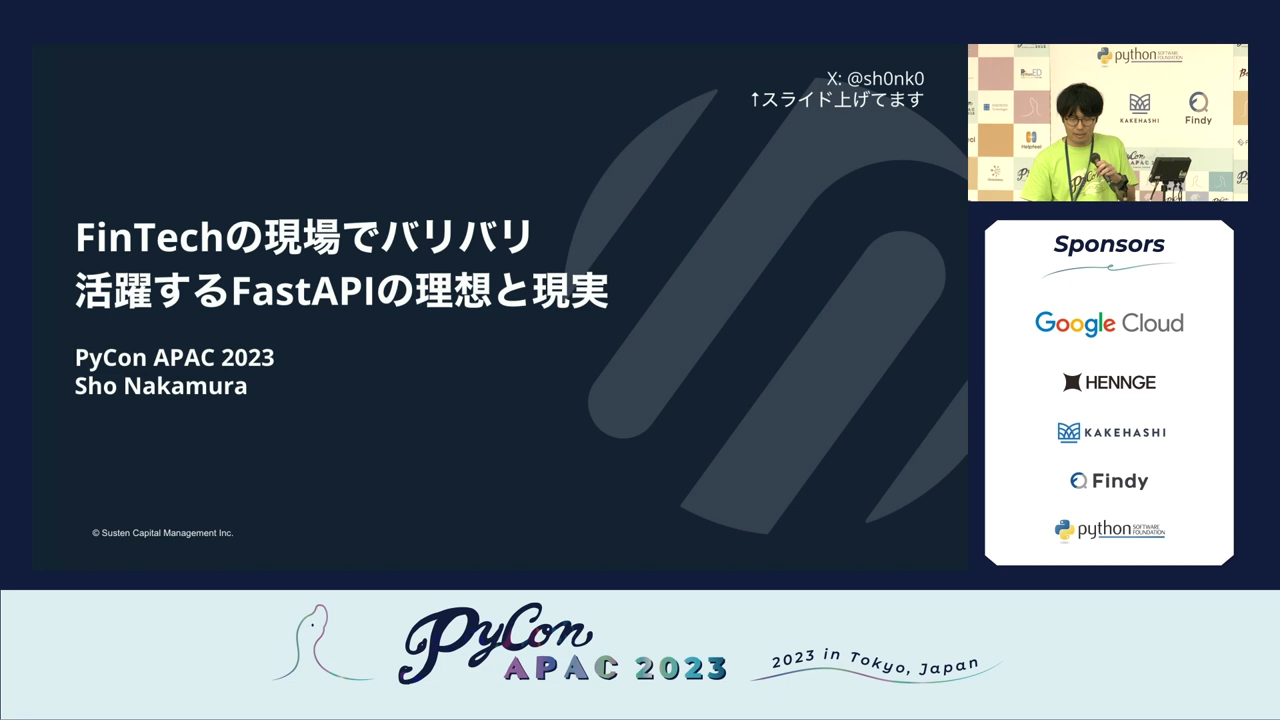 X: @sh0nk0
↑スライド上げてます
FinTechの現場でバリバリ
活躍するFastAPIの理想と現実
PyCon APAC 2023
Sho Nakamura
© Susten Capital Management Inc.
python SOFTWARE FOUNDATION
KAKEHASHI
Findy
Helpfeel
PyCon
APAC 2023
Sponsors
Google Cloud
HENNGE
KAKEHASHI
Findy
python SOFTWARE FOUNDATION
PyCon
APAC 2023
2023 in Tokyo, Japan